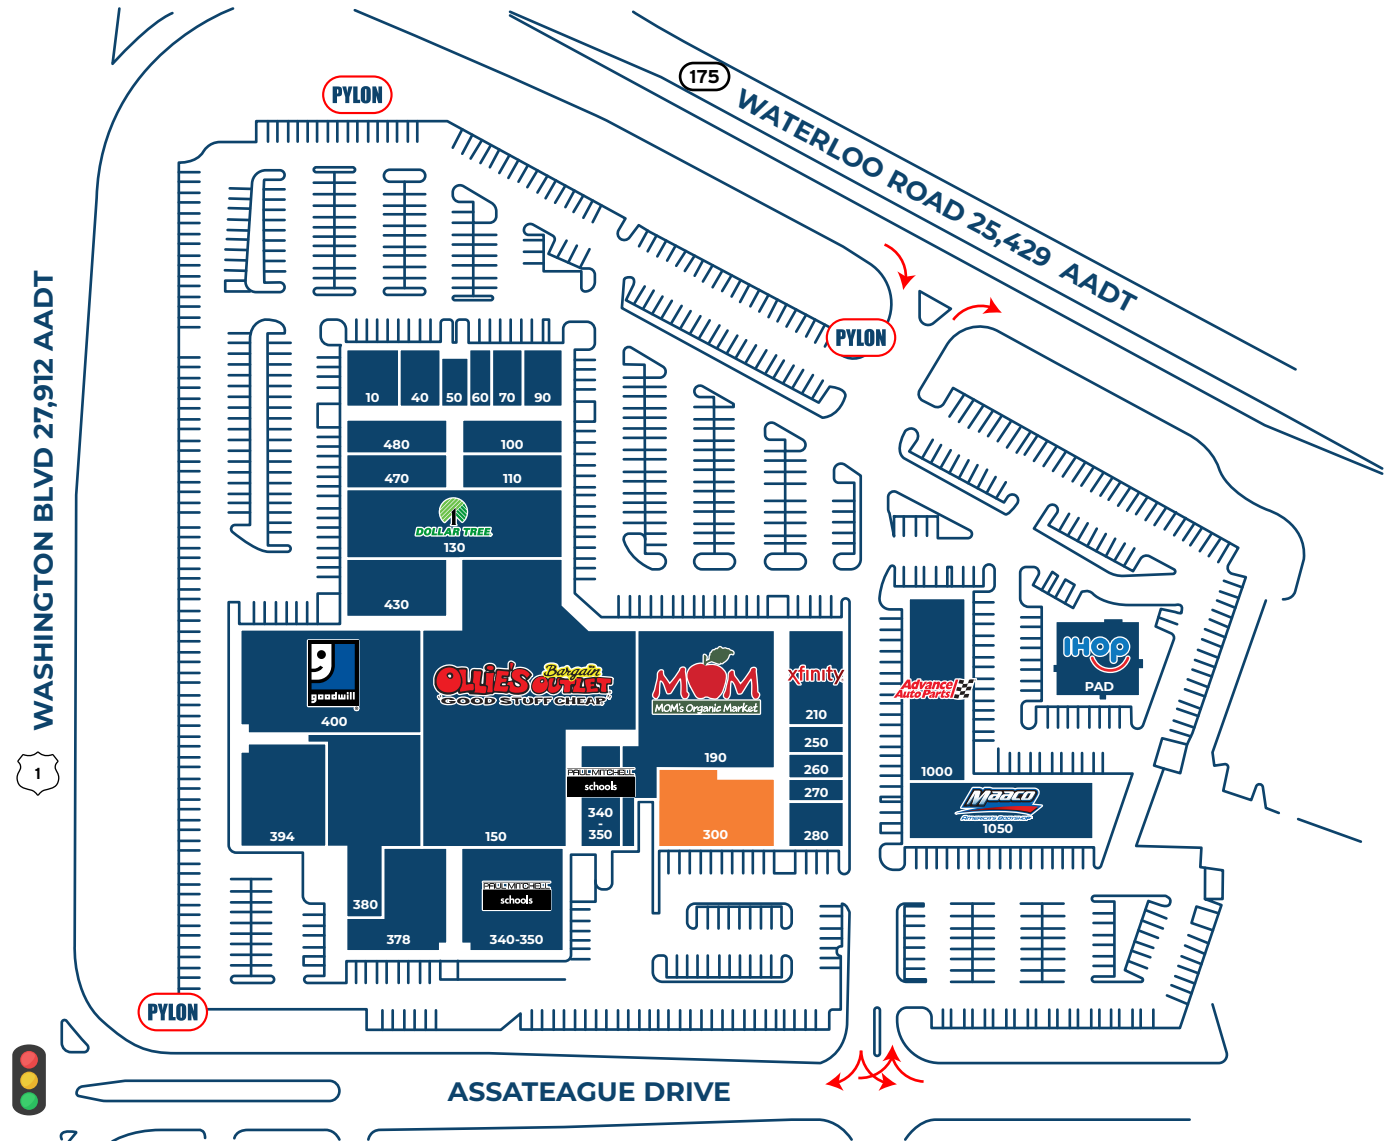 175
WATERLOO ROAD 25,429 AADT
PYLON
PYLON
WASHINGTON BLVD 27,912 AADT
1
10
40
50
60
70
90
480
100
470
110
DOLLAR TREE
130
430
goodwill
400
OLLIE'S
Bargain
OUTLET
"GOOD STUFF CHEAP"
MOM
MOM's Organic Market
190
xfinity
210
250
260
270
280
Advance
Auto Parts
1000
IHOP
PAD
MAACO
AMERICA'S BODYSHOP
1050
PAUL MITCHELL
schools
340
-
350
300
394
150
380
378
PAUL MITCHELL
schools
340-350
PYLON
ASSATEAGUE DRIVE